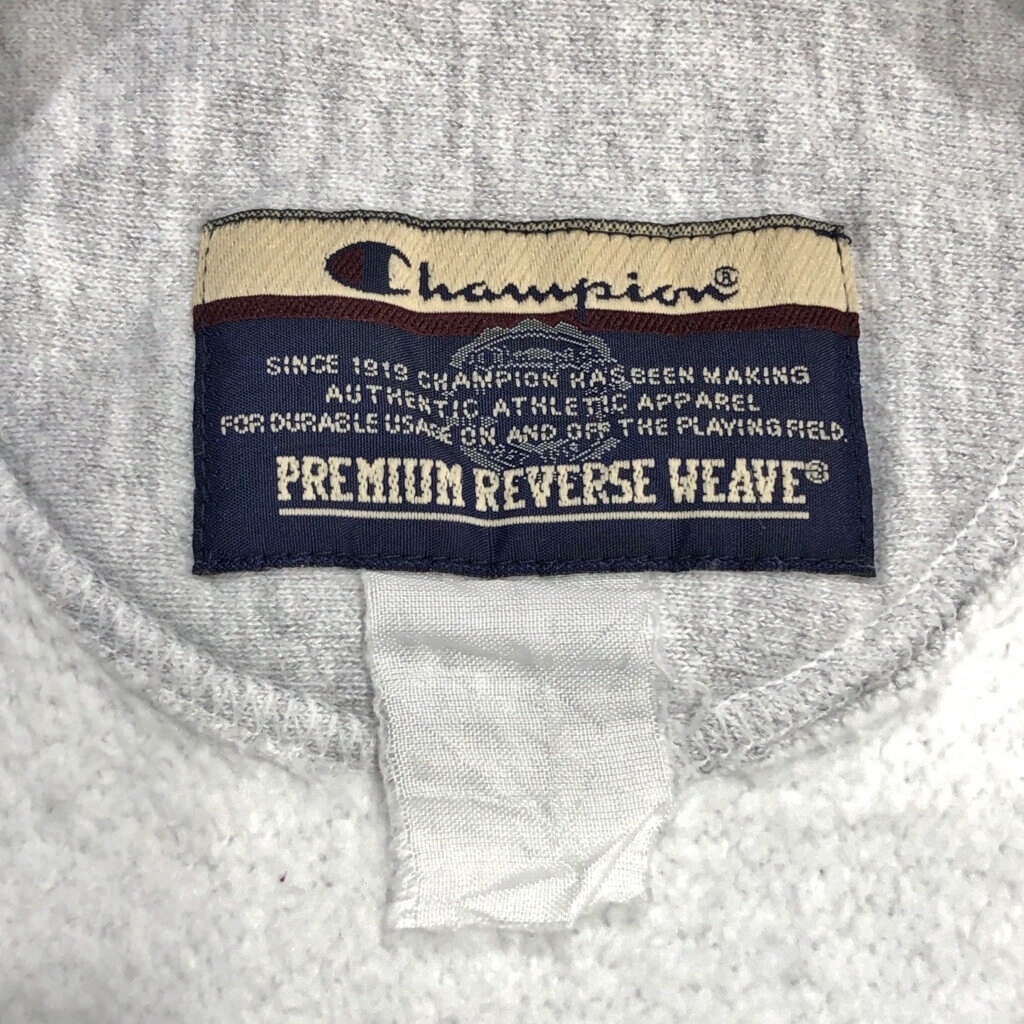 Champion®
SINCE 1919 CHAMPION HAS BEEN MAKING
AUTHENTIC ATHLETIC APPAREL
FOR DURABLE USAGE ON AND OFF THE PLAYING FIELD.
PREMIUM REVERSE WEAVE®